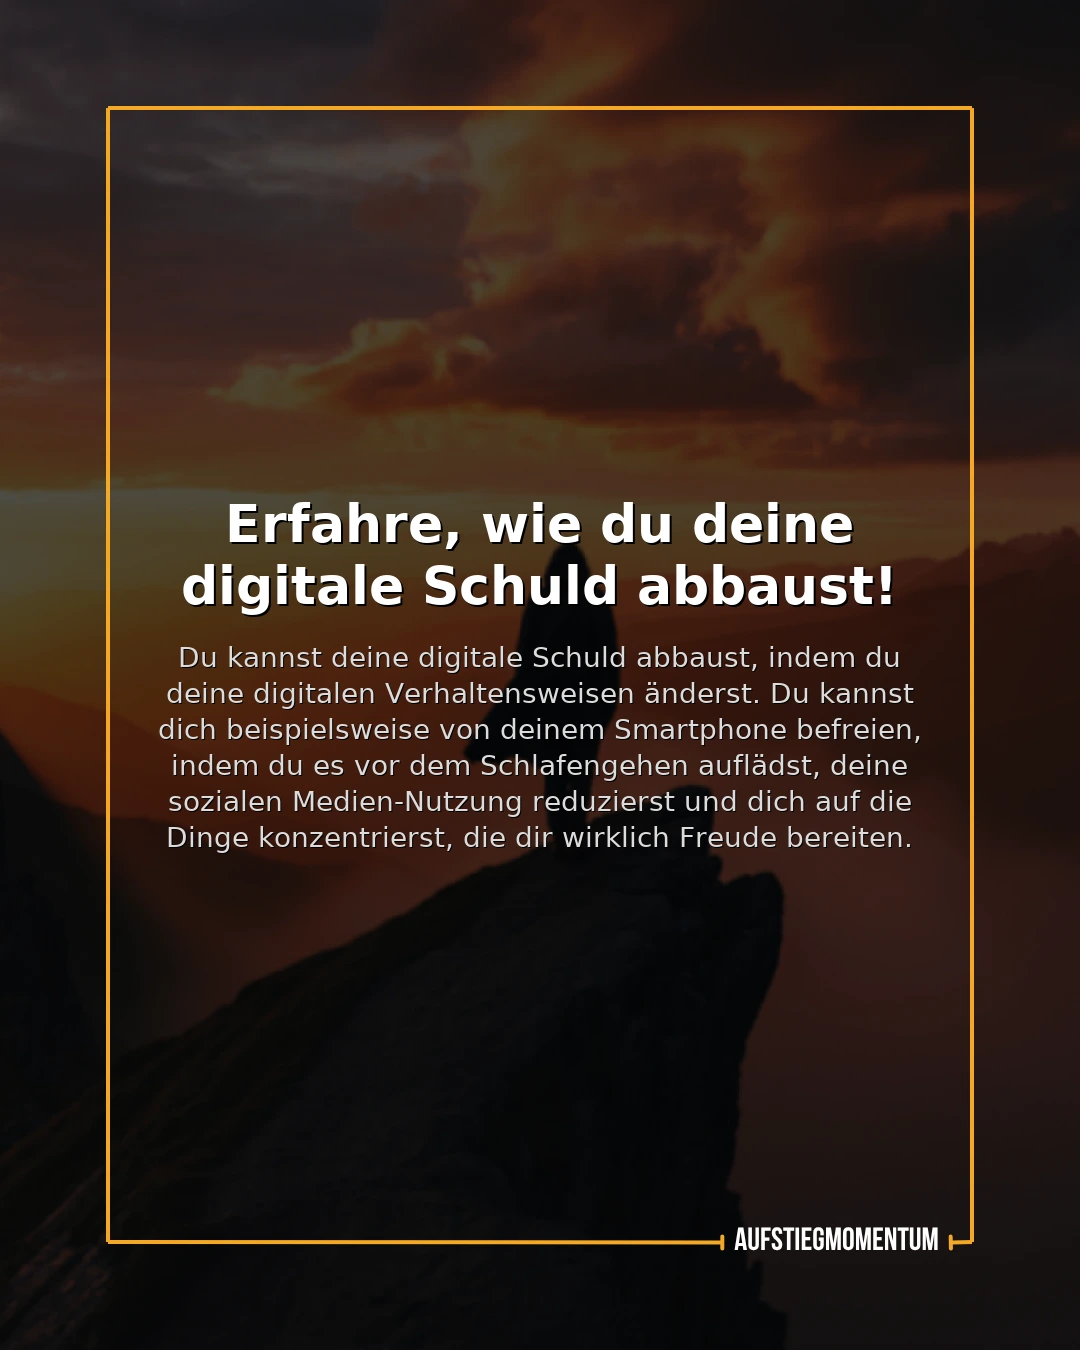 Erfahre, wie du deine
digitale Schuld abbaust!
Du kannst deine digitale Schuld abbaust, indem du
deine digitalen Verhaltensweisen änderst. Du kannst
dich beispielsweise von deinem Smartphone befreien,
indem du es vor dem Schlafengehen auflädst, deine
sozialen Medien-Nutzung reduzierst und dich auf die
Dinge konzentrierst, die dir wirklich Freude bereiten.
AUFSTIEGMOMENTUM